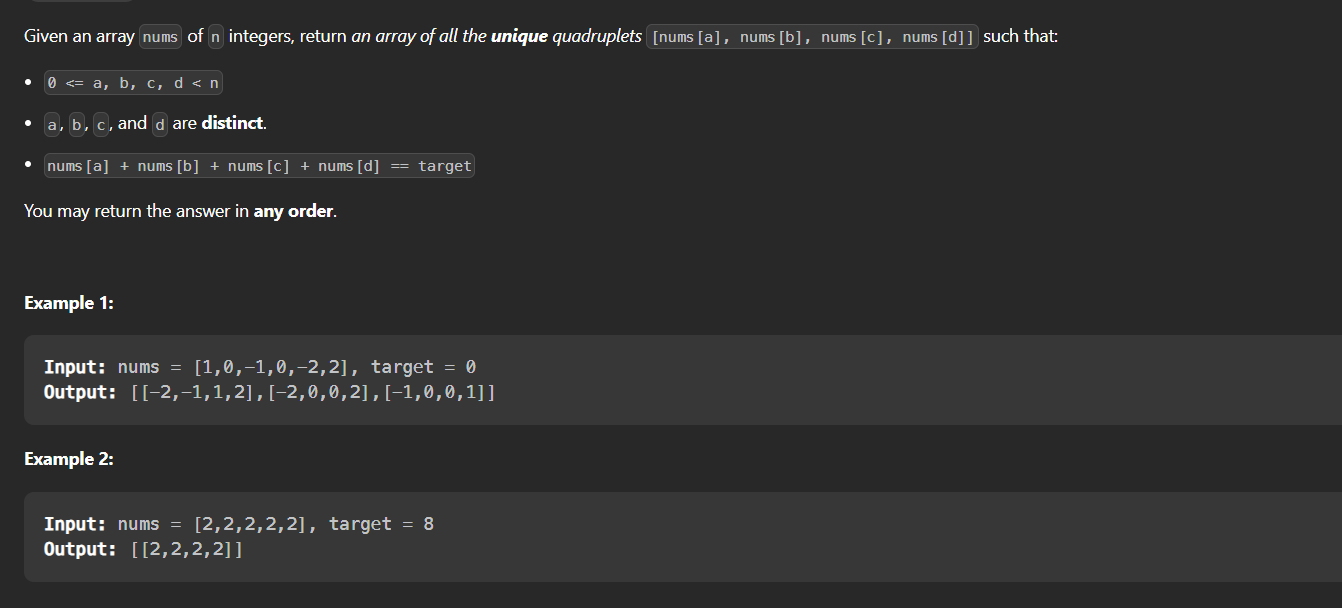 Given an array nums of n integers, return an array of all the unique quadruplets [nums[a], nums[b], nums[c], nums[d]] such that:
• 0 <= a, b, c, d < n
• a, b, c, and d are distinct.
• nums[a] + nums[b] + nums[c] + nums[d] == target
You may return the answer in any order.
Example 1:
Input: nums = [1,0,-1,0,-2,2], target = 0
Output: [[-2,-1,1,2],[-2,0,0,2],[-1,0,0,1]]
Example 2:
Input: nums = [2,2,2,2,2], target = 8
Output: [[2,2,2,2]]